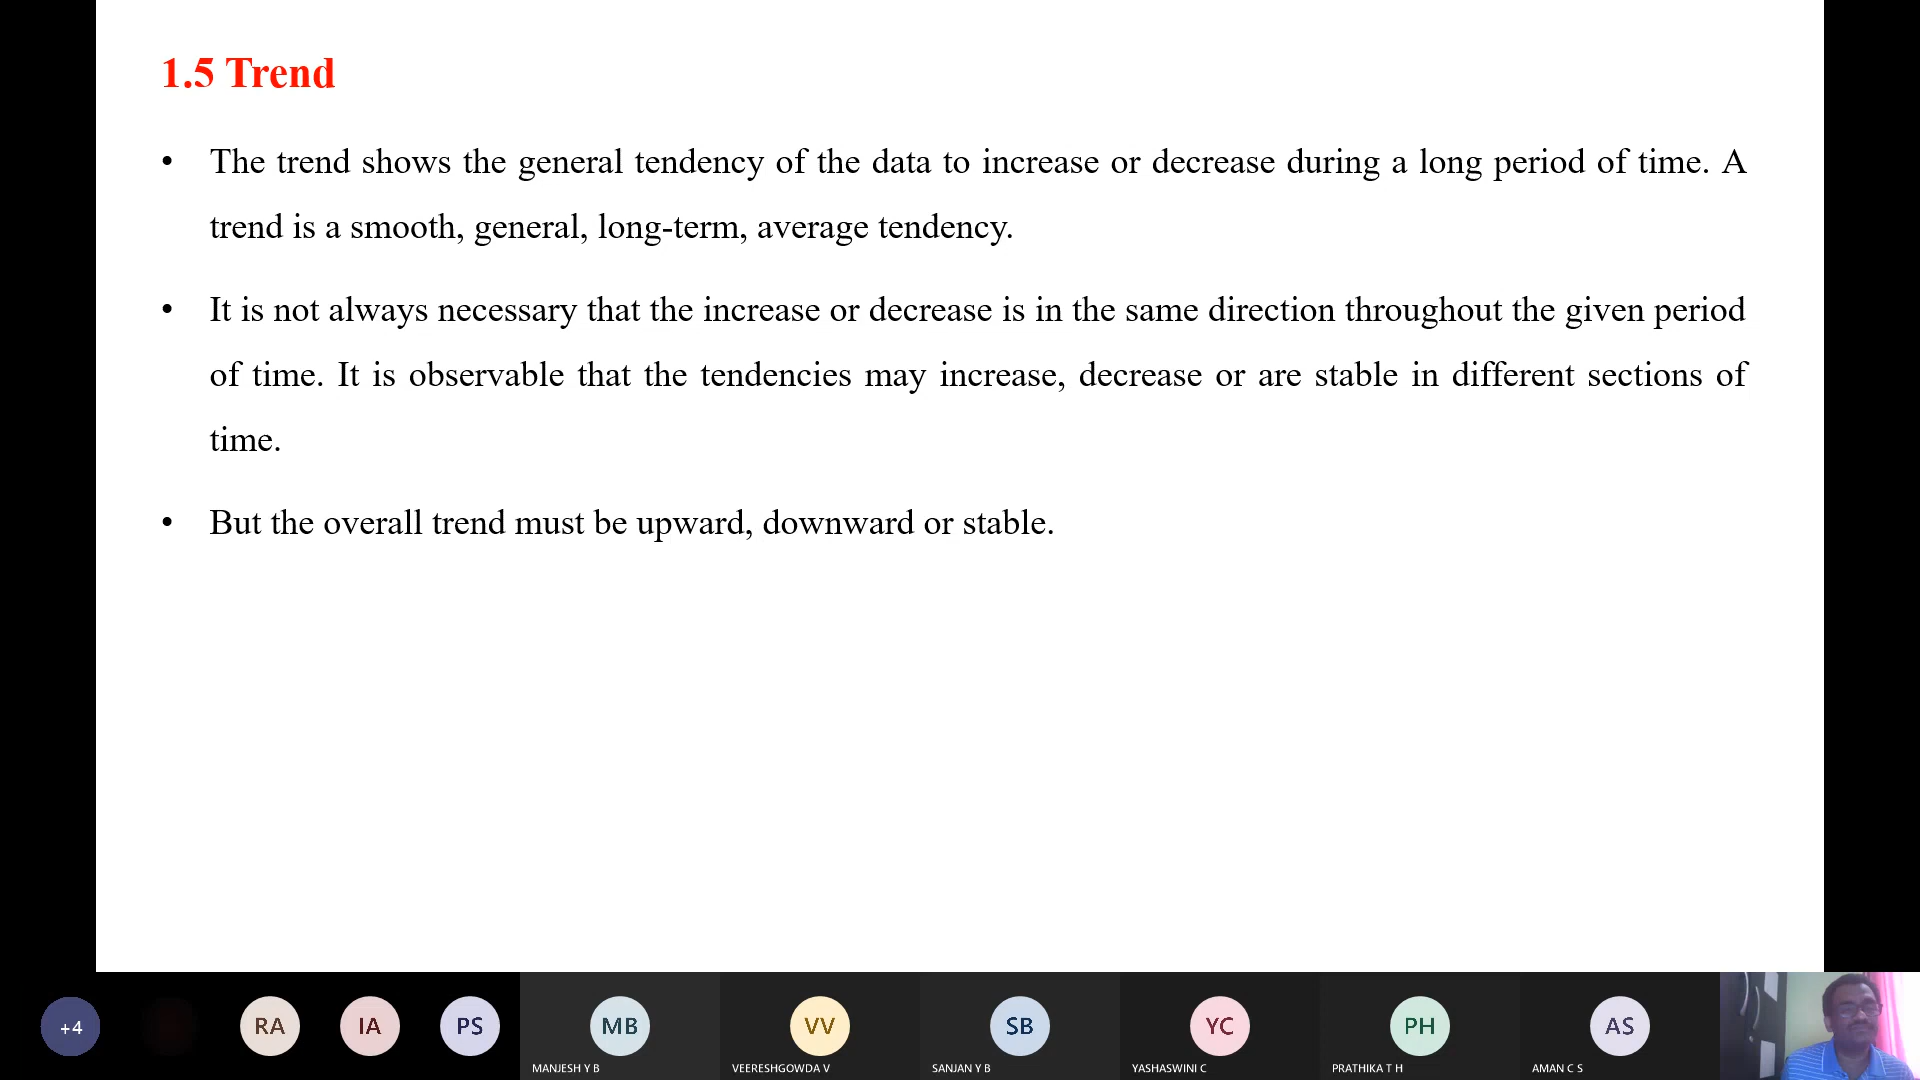 1.5 Trend
• The trend shows the general tendency of the data to increase or decrease during a long period of time. A
trend is a smooth, general, long-term, average tendency.
• It is not always necessary that the increase or decrease is in the same direction throughout the given period
of time. It is observable that the tendencies may increase, decrease or are stable in different sections of
time.
• But the overall trend must be upward, downward or stable.
+4
RA
IA
PS
MB
VV
SB
YC
PH
AS
MANJESH Y B
VEERESHGOWDA V
SANJAN Y B
YASHASWINI C
PRATHIKA T H
AMAN C S